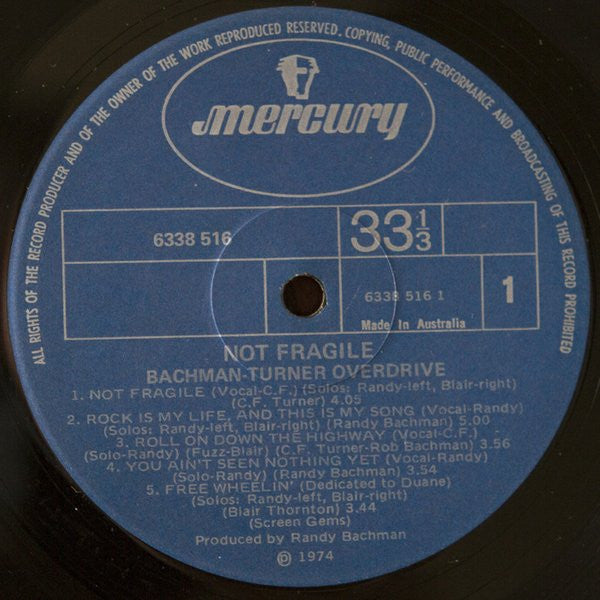 ALL RIGHTS OF THE RECORD PRODUCER AND OF THE OWNER OF THE WORK REPRODUCED RESERVED. COPYING, PUBLIC PERFORMANCE AND BROADCASTING OF THIS RECORD PROHIBITED
mercury
6338 516
33 1/3
6338 516 1
1
Made In Australia
NOT FRAGILE
BACHMAN-TURNER OVERDRIVE
1. NOT FRAGILE (Vocal-C.F.) (Solos: Randy-left, Blair-right)
(C.F. Turner) 4.05
2. ROCK IS MY LIFE, AND THIS IS MY SONG (Vocal-Randy)
(Solos: Randy-left, Blair-right) (Randy Bachman) 5.00
3. ROLL ON DOWN THE HIGHWAY (Vocal-C.F.)
(Solo-Randy) (Fuzz-Blair) (C.F. Turner-Rob Bachman) 3.56
4. YOU AIN'T SEEN NOTHING YET (Vocal-Randy)
(Solo-Randy) (Randy Bachman) 3.54
5. FREE WHEELIN' (Dedicated to Duane)
(Solos: Randy-left, Blair-right)
(Blair Thornton) 3.44
(Screen Gems)
Produced by Randy Bachman
℗ 1974